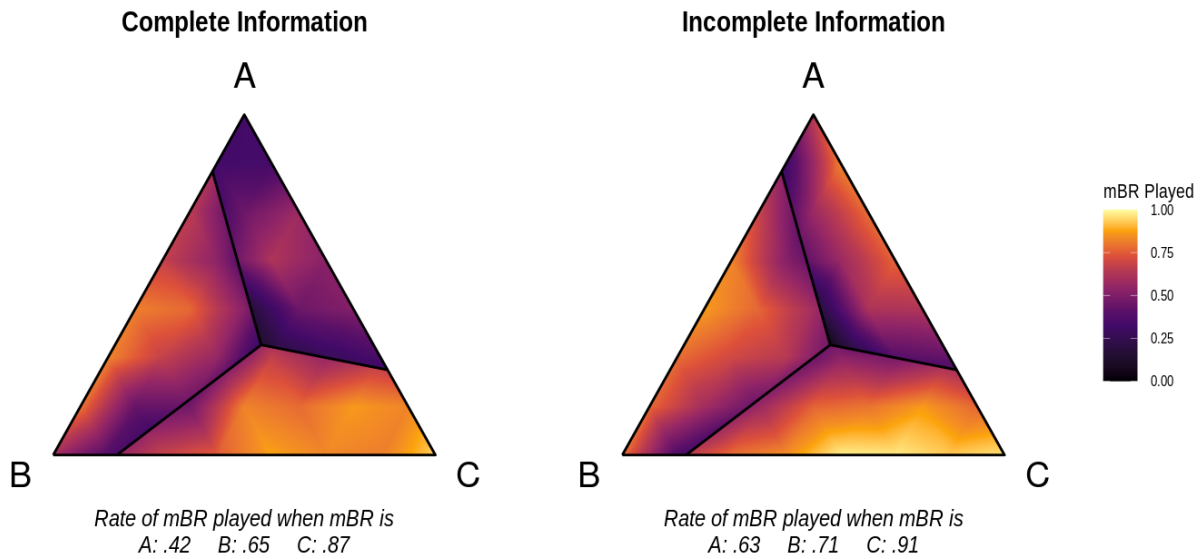 Complete Information
Incomplete Information
A
A
mBR Played
1.00
0.75
0.50
0.25
0.00
B
C
B
C
Rate of mBR played when mBR is
A: .42 B: .65 C: .87
Rate of mBR played when mBR is
A: .63 B: .71 C: .91